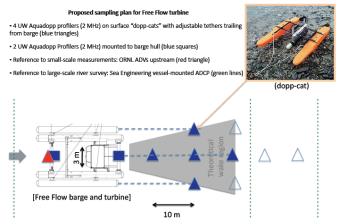 Proposed sampling plan for Free Flow turbine
• 4 UW Aquadopp profilers (2 MHz) on surface "dopp-cats" with adjustable tethers trailing
from barge (blue triangles)
• 2 UW Aquadopp Profilers (2 MHz) mounted to barge hull (blue squares)
• Reference to small-scale measurements: ORNL ADVs upstream (red triangle)
• Reference to large-scale river survey: Sea Engineering vessel-mounted ADCP (green lines)
(dopp-cat)
3 m
Theoretical
wake region
[Free Flow barge and turbine]
10 m